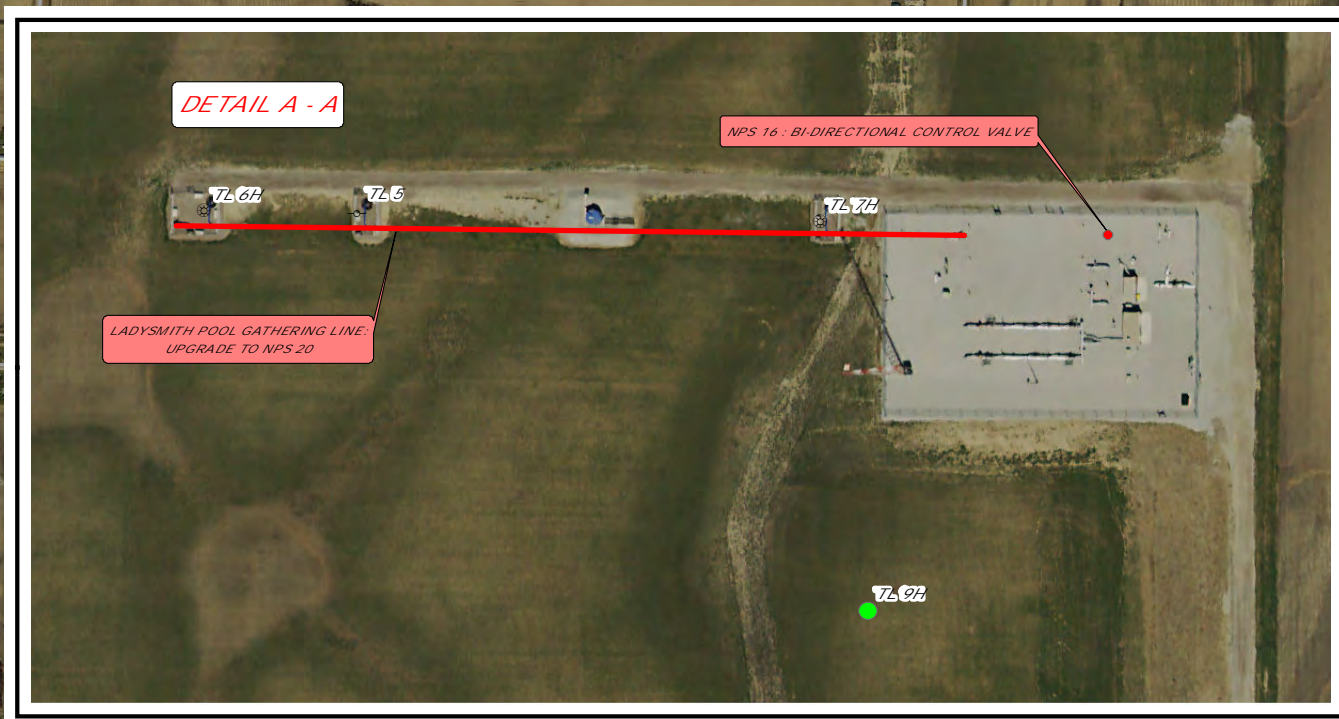 DETAIL A - A
NPS 16 : BI-DIRECTIONAL CONTROL VALVE
TL 6H
TL 5
TL 7H
LADYSMITH POOL GATHERING LINE:
UPGRADE TO NPS 20
TL 9H